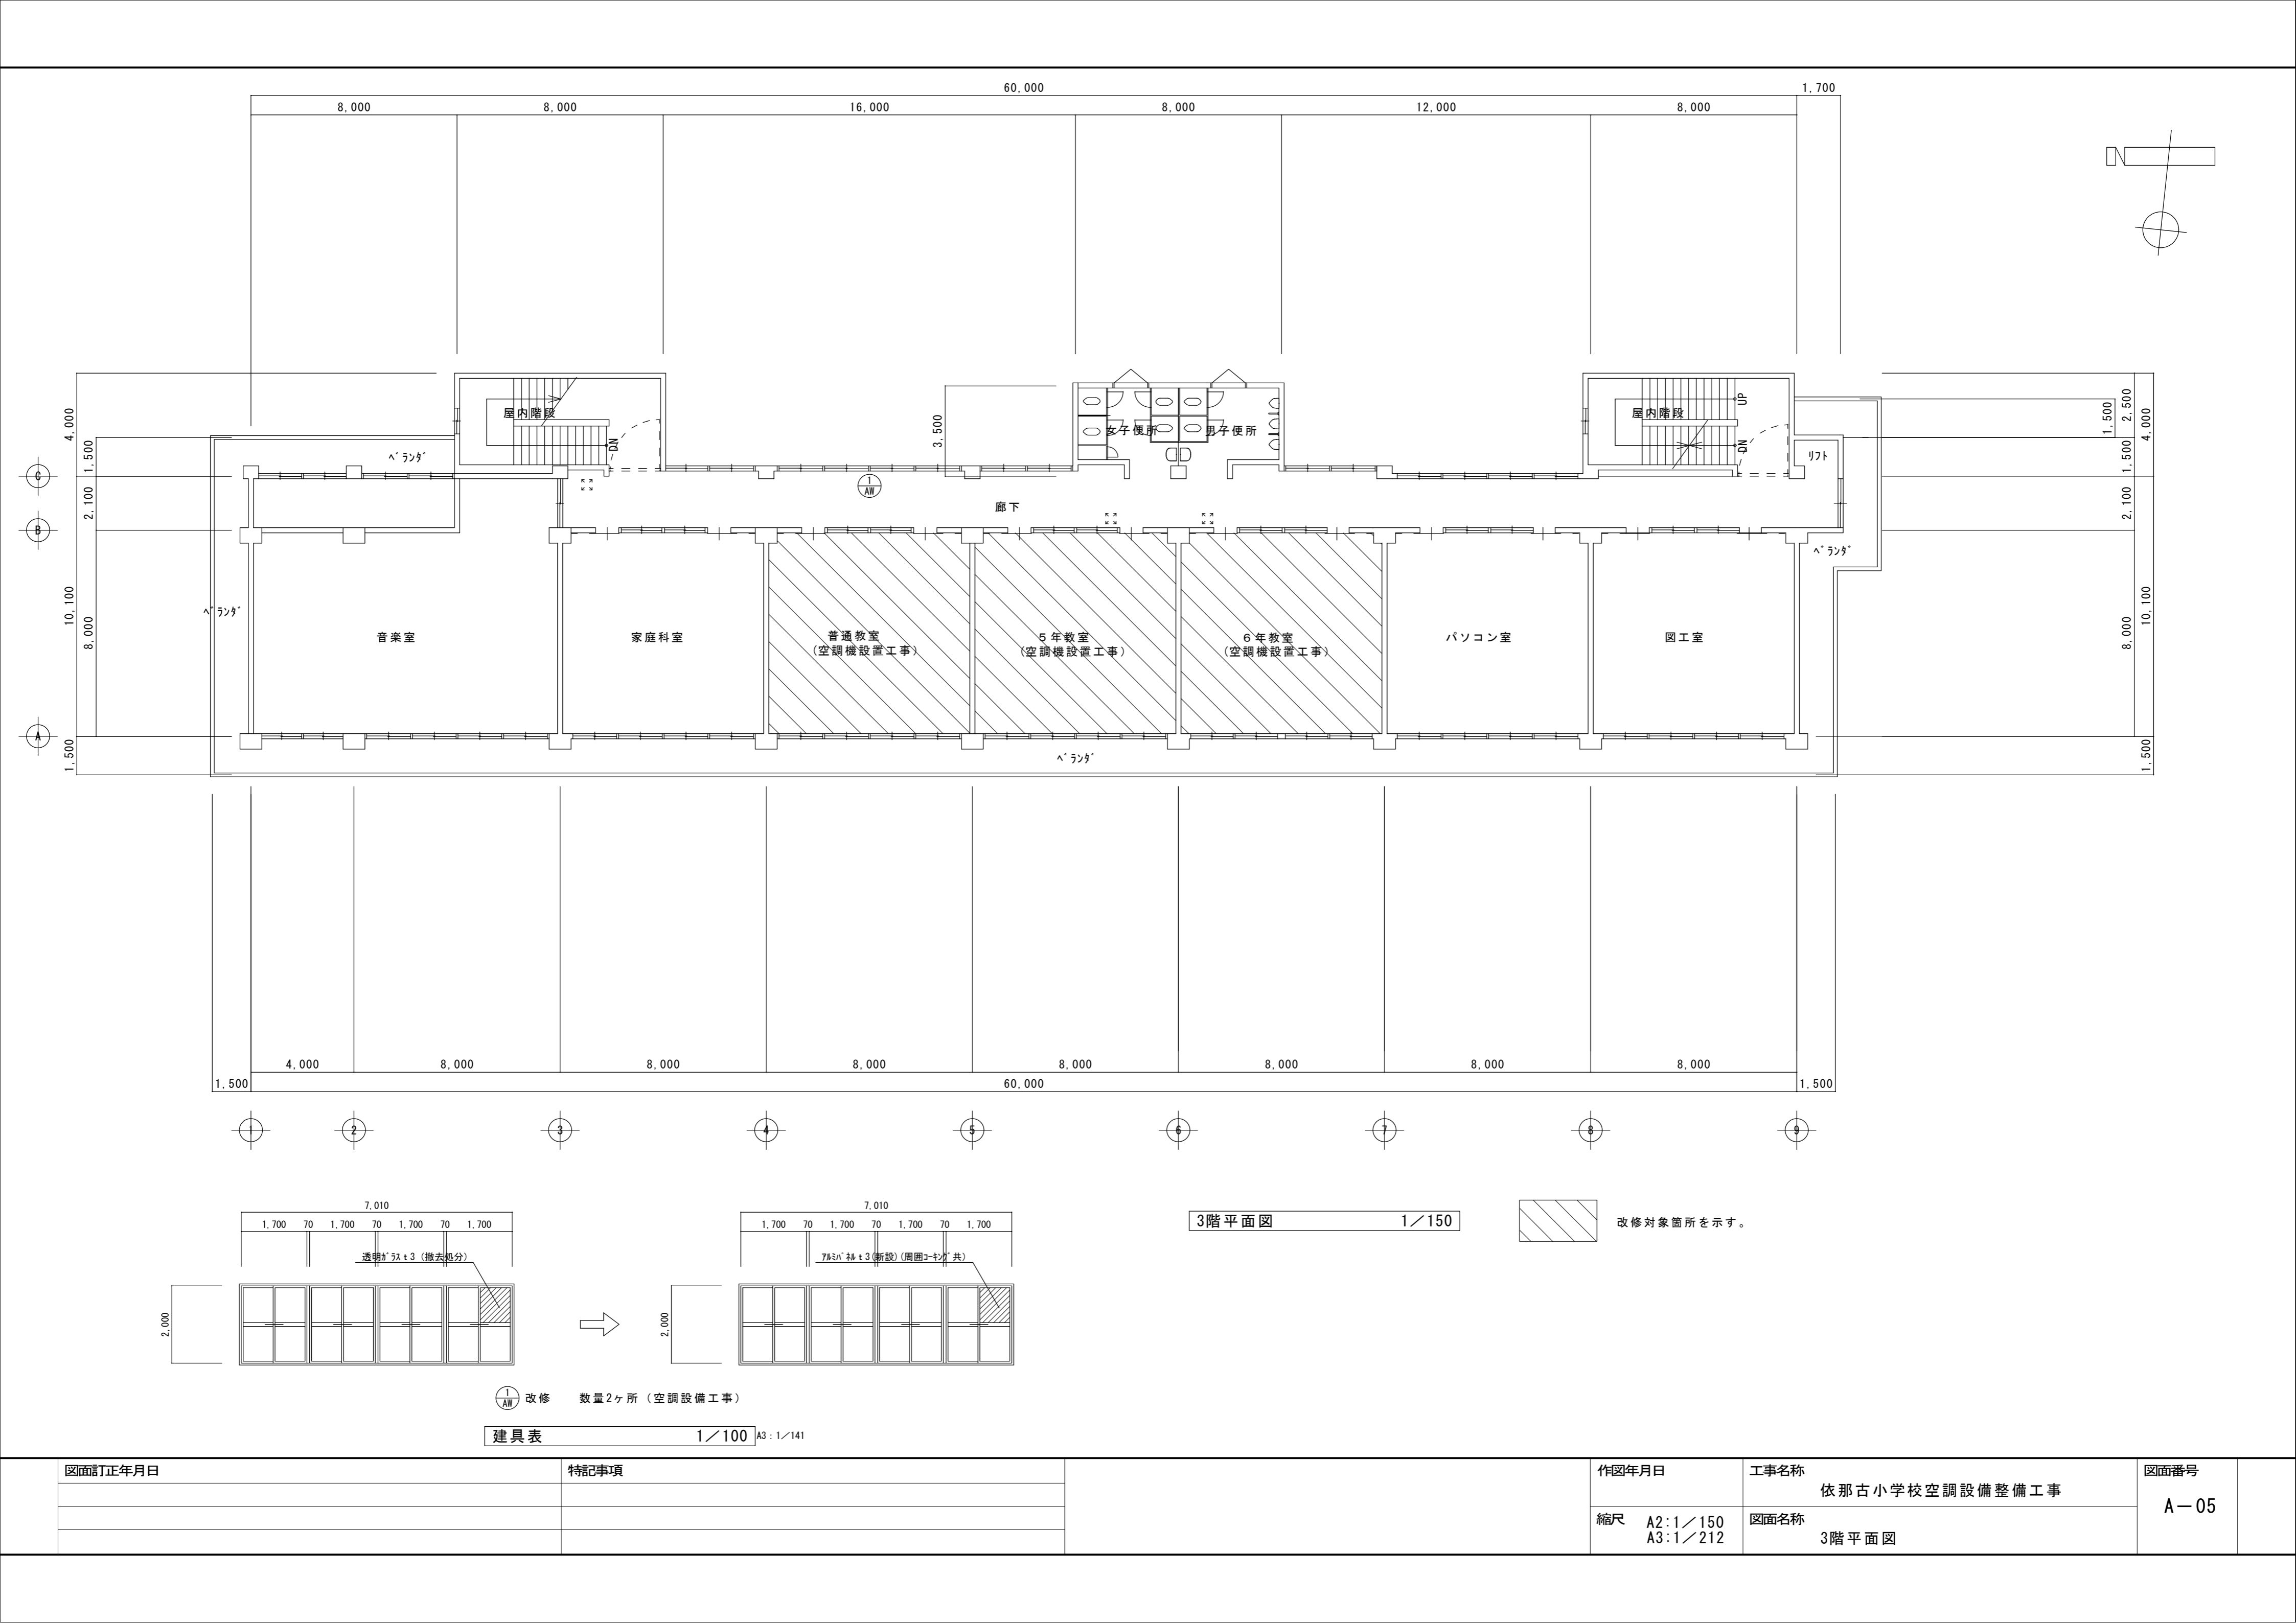 60,000
1,700
8,000
8,000
16,000
8,000
12,000
8,000
N
4,000
1,500
2,100
10,100
8,000
1,500
C
B
A
屋内階段
DN
ﾍﾞﾗﾝﾀﾞ
3,500
女子便所
男子便所
屋内階段
UP
DN
ﾘﾌﾄ
1
AW
廊下
ﾍﾞﾗﾝﾀﾞ
ﾍﾞﾗﾝﾀﾞ
1,500
2,500
4,000
1,500
2,100
10,100
8,000
1,500
音楽室
家庭科室
普通教室
(空調機設置工事)
5年教室
(空調機設置工事)
6年教室
(空調機設置工事)
パソコン室
図工室
ﾍﾞﾗﾝﾀﾞ
4,000
8,000
8,000
8,000
8,000
8,000
8,000
8,000
1,500
60,000
1,500
1
2
3
4
5
6
7
8
9
7,010
1,700 70 1,700 70 1,700 70 1,700
透明ｶﾞﾗｽｔ3（撤去処分）
2,000
7,010
1,700 70 1,700 70 1,700 70 1,700
ｱﾙﾐﾊﾟﾈﾙｔ3(新設)(周囲ｺｰｷﾝｸﾞ共)
2,000
3階平面図 1／150
改修対象箇所を示す。
1
AW
改修 数量2ヶ所（空調設備工事）
建具表 1／100 A3：1／141
図面訂正年月日
特記事項
作図年月日
工事名称
依那古小学校空調設備整備工事
図面番号
A－05
縮尺
A2:1／150
A3:1／212
図面名称
3階平面図